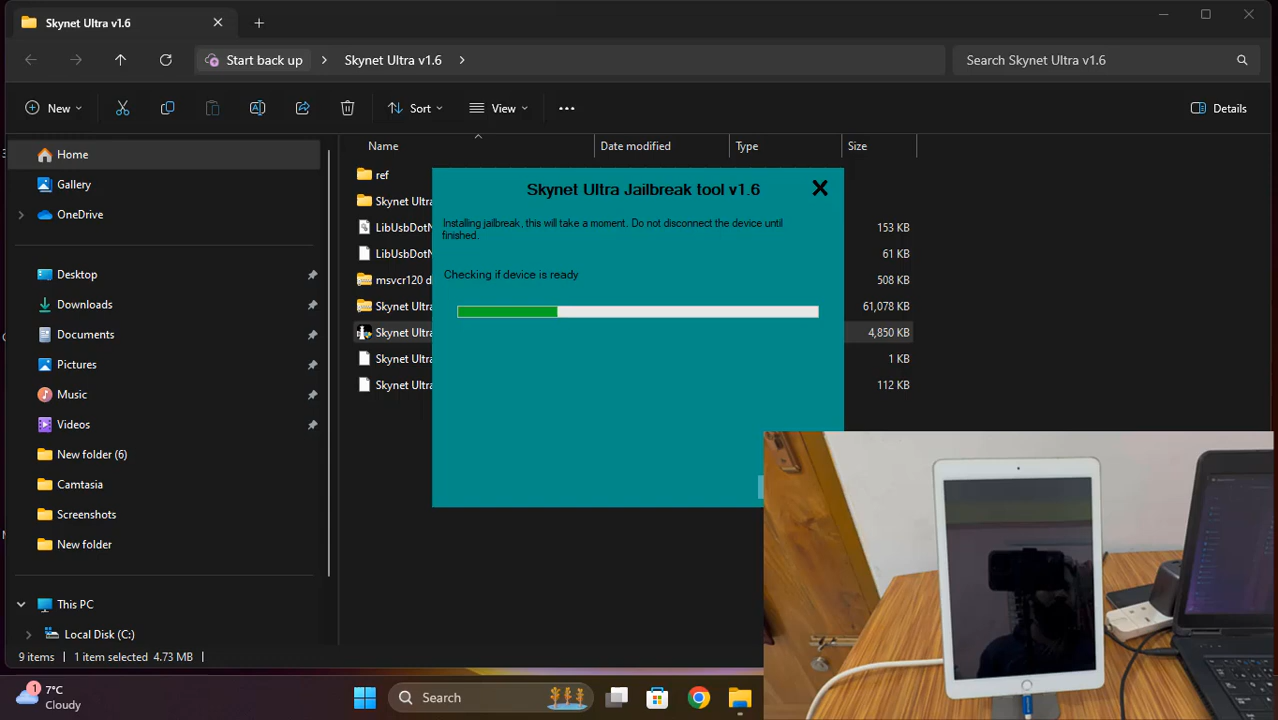 Skynet Ultra v1.6
Start back up > Skynet Ultra v1.6 >
Search Skynet Ultra v1.6
New
Sort
View
Details
Home
Gallery
OneDrive
Desktop
Downloads
Documents
Pictures
Music
Videos
New folder (6)
Camtasia
Screenshots
New folder
This PC
Local Disk (C:)
Name
Date modified
Type
Size
ref
Skynet Ultra
LibUsbDotN
153 KB
LibUsbDotN
61 KB
msvcr120 d
508 KB
Skynet Ultra
61,078 KB
Skynet Ultra
4,850 KB
Skynet Ultra
1 KB
Skynet Ultra
112 KB
Skynet Ultra Jailbreak tool v1.6
Installing jailbreak, this will take a moment. Do not disconnect the device until
finished.
Checking if device is ready
9 items
1 item selected 4.73 MB
1
7°C
Cloudy
Search